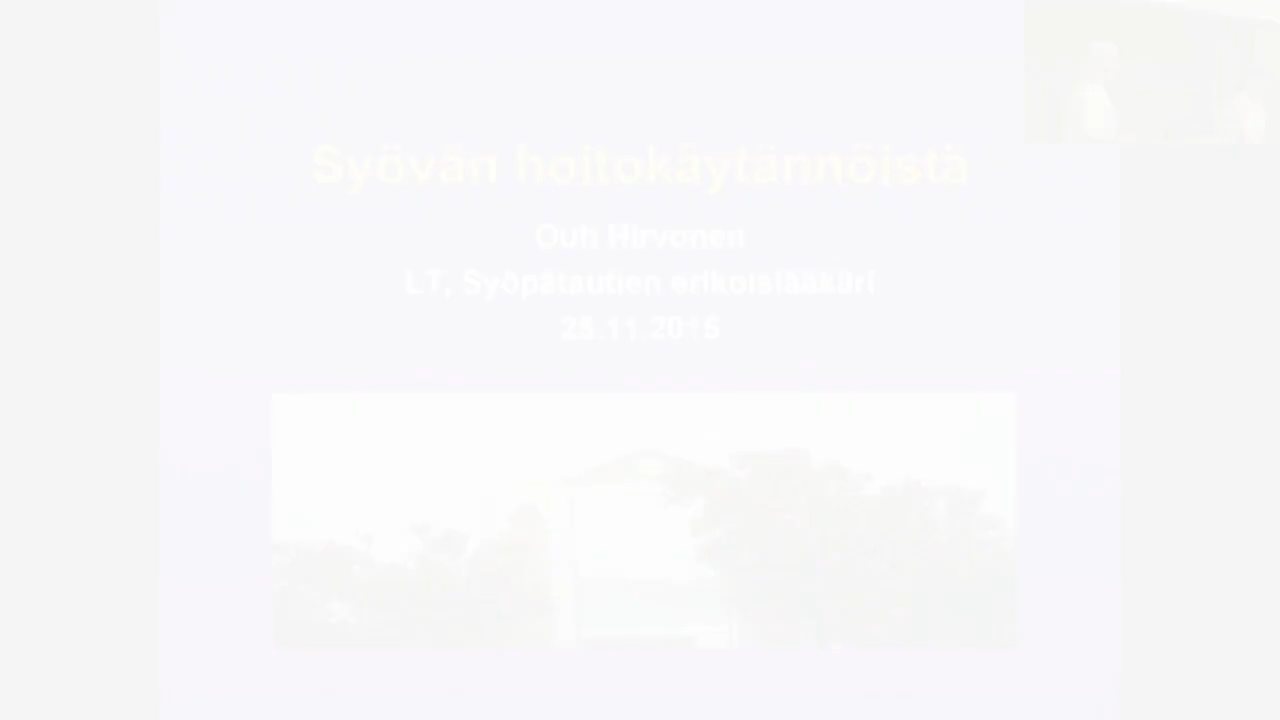 Syövän hoitokäytännöistä
Outi Hirvonen
LT, Syöpätautien erikoislääkäri
25.11.2015